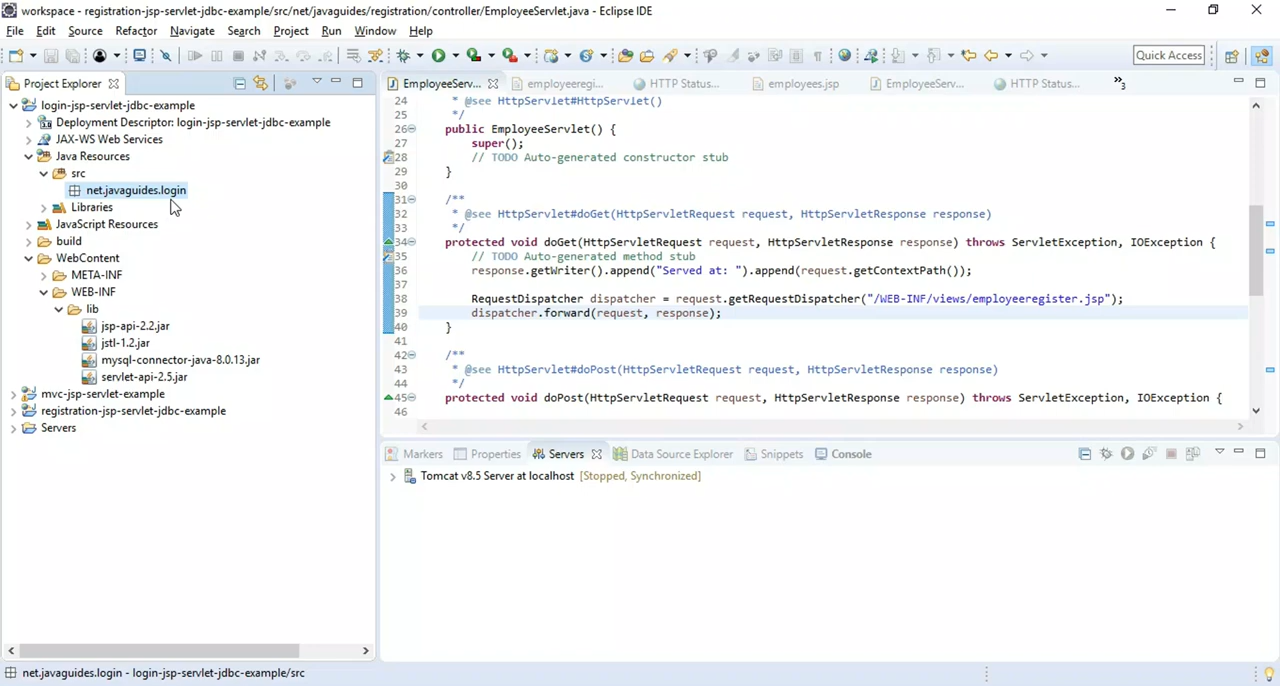 workspace - registration-jsp-servlet-jdbc-example/src/net/javaguides/registration/controller/EmployeeServlet.java - Eclipse IDE
File Edit Source Refactor Navigate Search Project Run Window Help
Quick Access
Project Explorer
login-jsp-servlet-jdbc-example
Deployment Descriptor: login-jsp-servlet-jdbc-example
JAX-WS Web Services
Java Resources
src
net.javaguides.login
Libraries
JavaScript Resources
build
WebContent
META-INF
WEB-INF
lib
jsp-api-2.2.jar
jstl-1.2.jar
mysql-connector-java-8.0.13.jar
servlet-api-2.5.jar
mvc-jsp-servlet-example
registration-jsp-servlet-jdbc-example
Servers
EmployeeServ... employeeregi... HTTP Status... employees.jsp EmployeeServ... HTTP Status... 3
24 * @see HttpServlet#HttpServlet()
25 */
26 public EmployeeServlet() {
27 super();
28 // TODO Auto-generated constructor stub
29 }
30
31 /**
32 * @see HttpServlet#doGet(HttpServletRequest request, HttpServletResponse response)
33 */
34 protected void doGet(HttpServletRequest request, HttpServletResponse response) throws ServletException, IOException {
35 // TODO Auto-generated method stub
36 response.getWriter().append("Served at: ").append(request.getContextPath());
37
38 RequestDispatcher dispatcher = request.getRequestDispatcher("/WEB-INF/views/employeeregister.jsp");
39 dispatcher.forward(request, response);
40 }
41
42 /**
43 * @see HttpServlet#doPost(HttpServletRequest request, HttpServletResponse response)
44 */
45 protected void doPost(HttpServletRequest request, HttpServletResponse response) throws ServletException, IOException {
46
Markers Properties Servers Data Source Explorer Snippets Console
Tomcat v8.5 Server at localhost [Stopped, Synchronized]
net.javaguides.login - login-jsp-servlet-jdbc-example/src